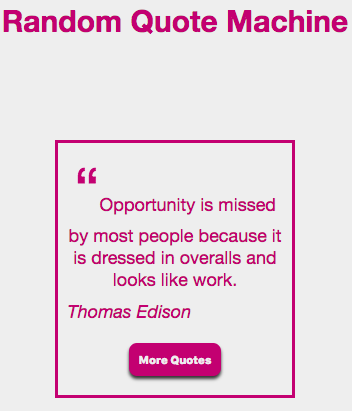 Random Quote Machine
“
Opportunity is missed
by most people because it
is dressed in overalls and
looks like work.
Thomas Edison
More Quotes